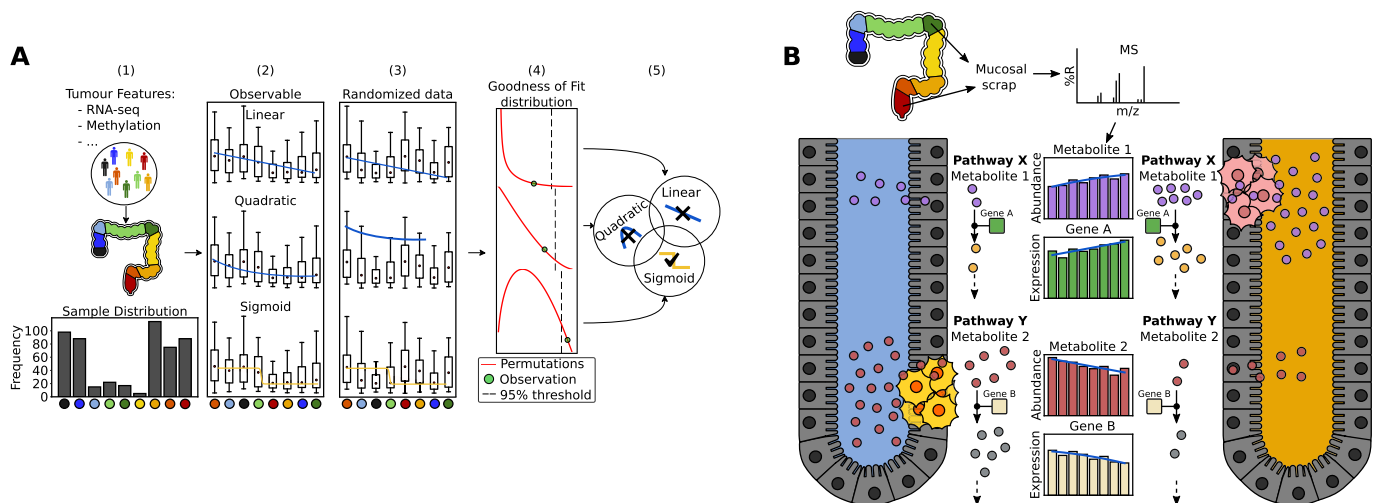 A
(1)
Tumour Features:
- RNA-seq
- Methylation
- ...
Sample Distribution
Frequency
100
80
60
40
20
0
(2)
Observable
Linear
Quadratic
Sigmoid
(3)
Randomized data
(4)
Goodness of Fit
distribution
Permutations
Observation
95% threshold
(5)
Linear
Quadratic
Sigmoid
B
Mucosal
scrap
MS
%R
m/z
Pathway X
Metabolite 1
Gene A
Metabolite 1
Abundance
Gene A
Expression
Pathway X
Metabolite 1
Gene A
Pathway Y
Metabolite 2
Gene B
Metabolite 2
Abundance
Gene B
Expression
Pathway Y
Metabolite 2
Gene B